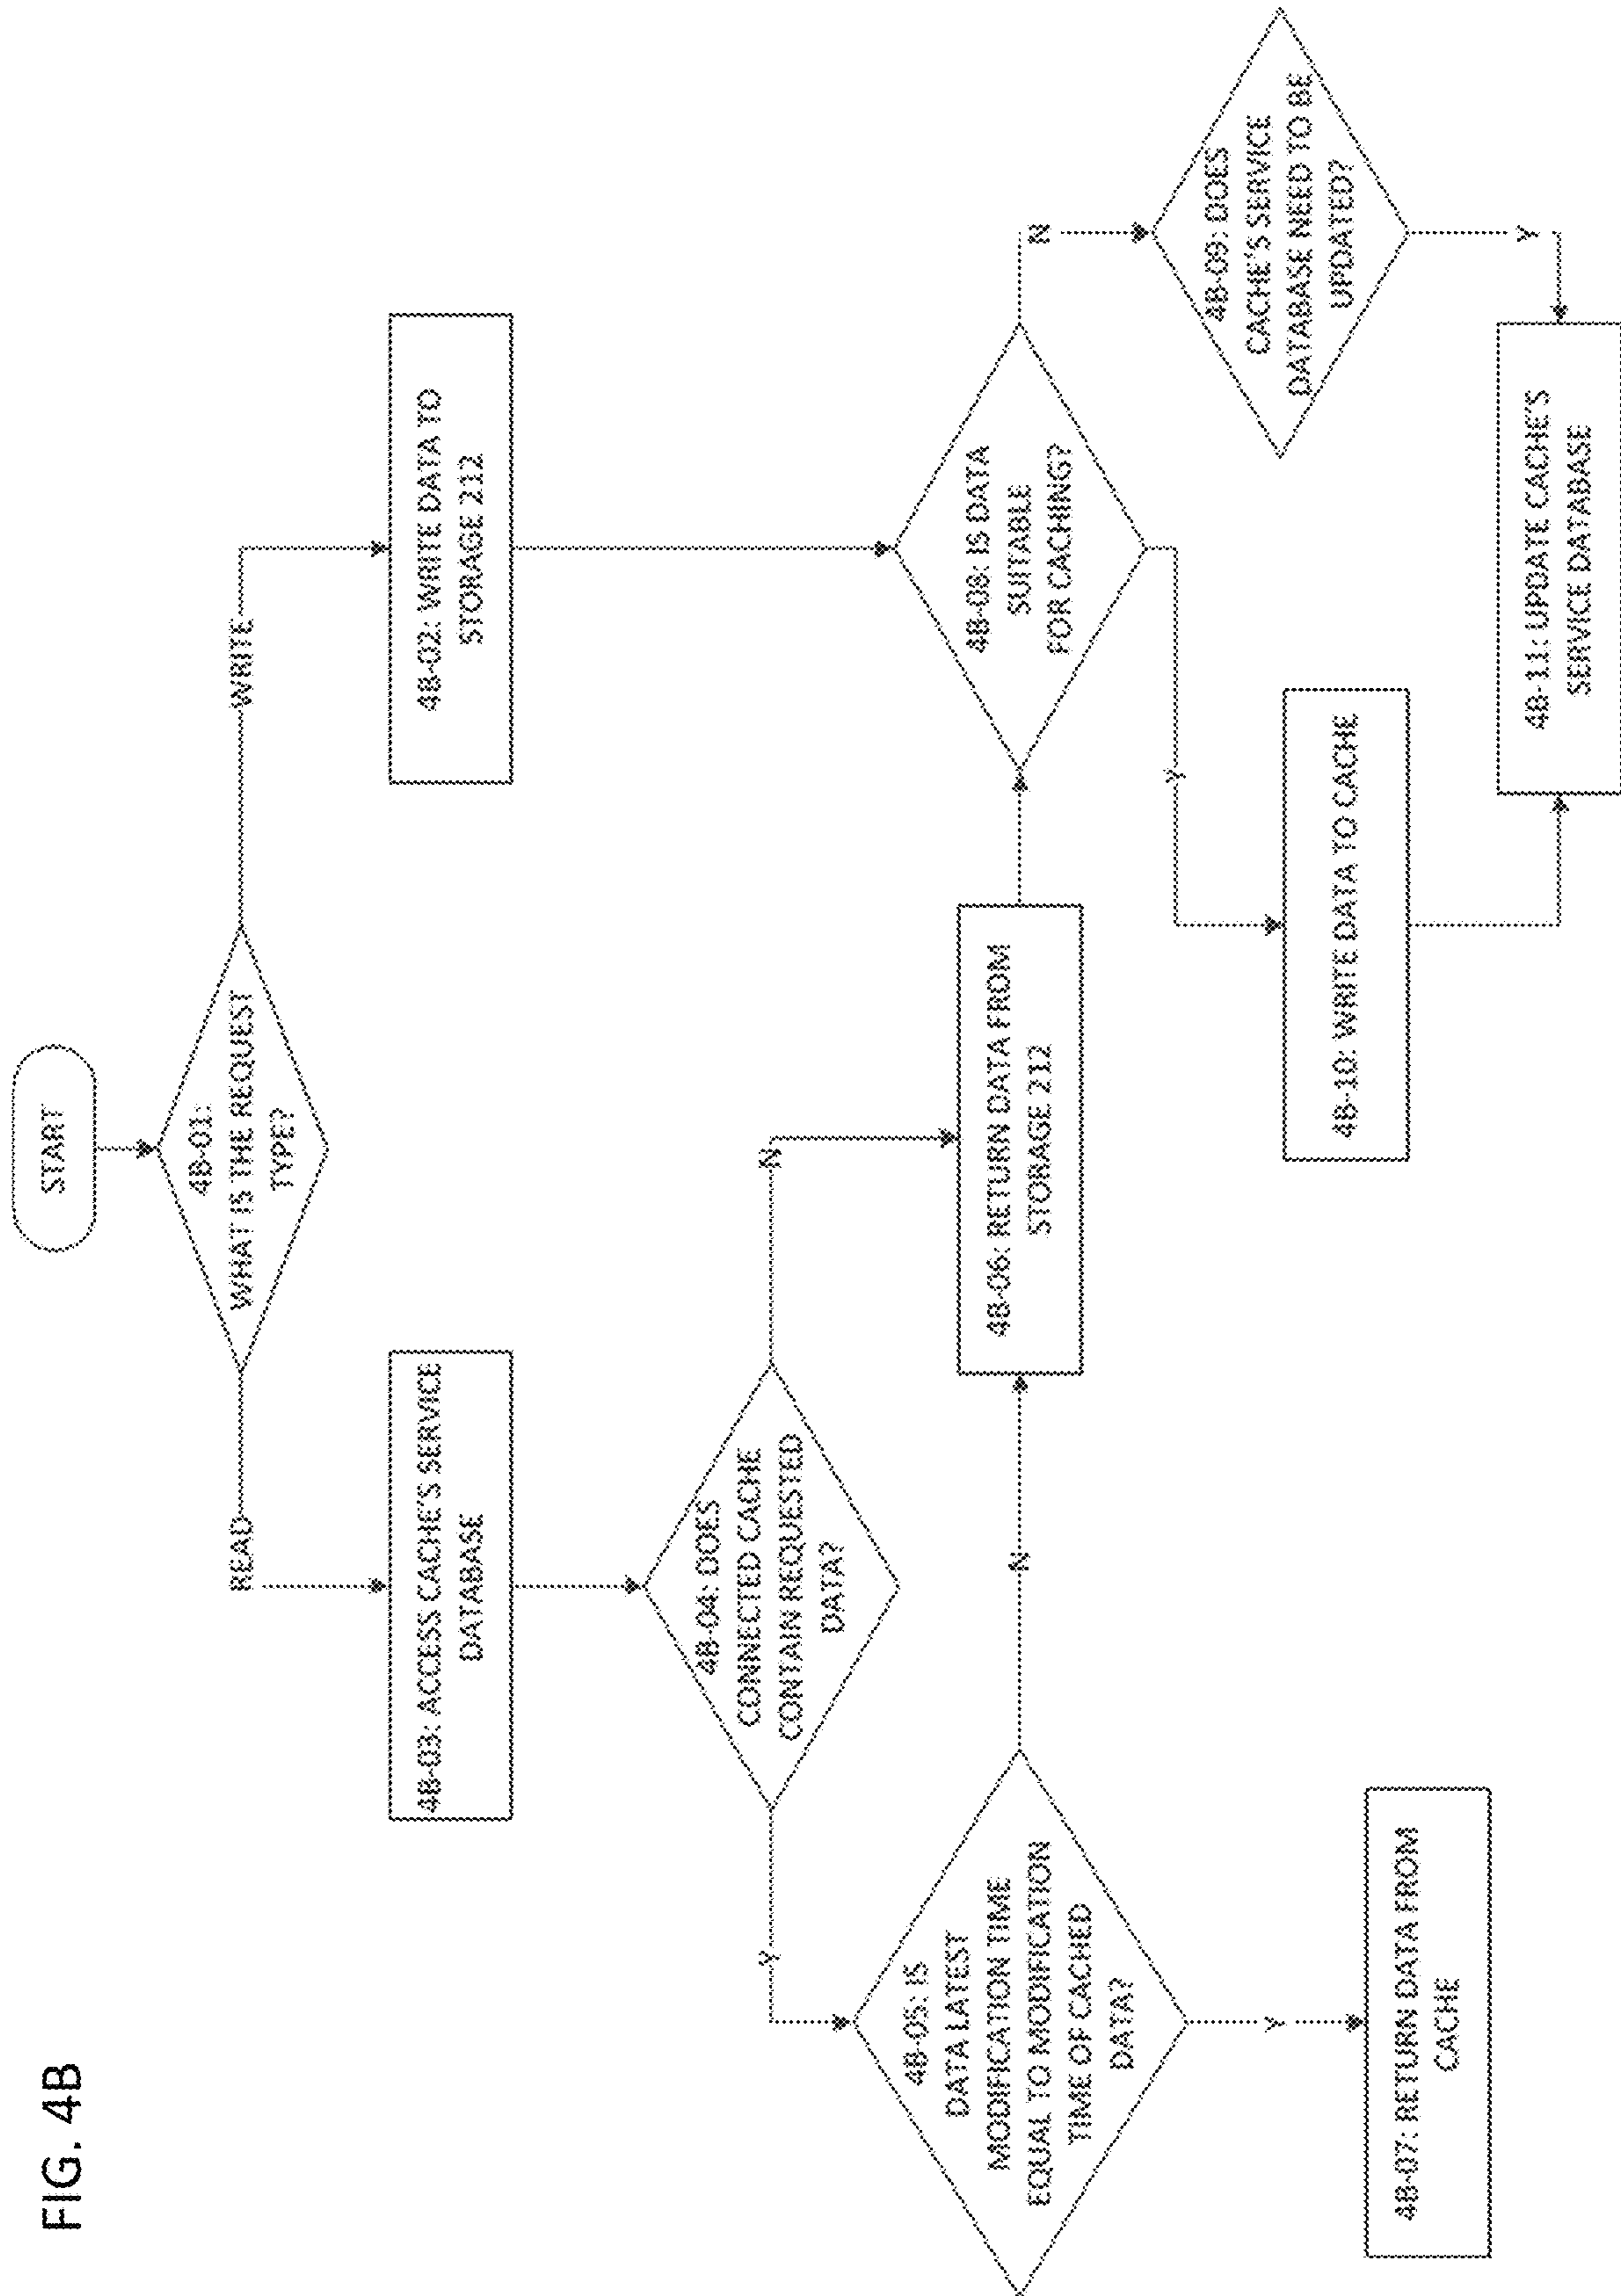 FIG. 4B
START
4B-01:
WHAT IS THE REQUEST
TYPE?
READ
WRITE
4B-03: ACCESS CACHE'S SERVICE
DATABASE
4B-02: WRITE DATA TO
STORAGE 212
4B-04: DOES
CONNECTED CACHE
CONTAIN REQUESTED
DATA?
Y
N
4B-05: IS
DATA LATEST
MODIFICATION TIME
EQUAL TO MODIFICATION
TIME OF CACHED
DATA?
N
4B-06: RETURN DATA FROM
STORAGE 212
4B-08: IS DATA
SUITABLE
FOR CACHING?
N
Y
4B-09: DOES
CACHE'S SERVICE
DATABASE NEED TO BE
UPDATED?
Y
Y
4B-07: RETURN DATA FROM
CACHE
4B-10: WRITE DATA TO CACHE
4B-11: UPDATE CACHE'S
SERVICE DATABASE